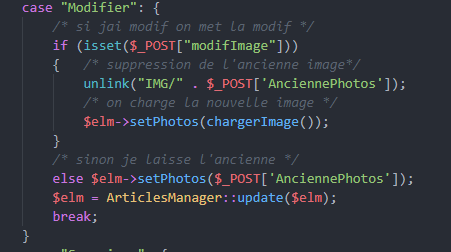 case "Modifier": {
/* si jai modif on met la modif */
if (isset($_POST["modifImage"]))
{ /* suppression de l'ancienne image*/
unlink("IMG/" . $_POST['AnciennePhotos']);
/* on charge la nouvelle image */
$elm->setPhotos(chargerImage());
}
/* sinon je laisse l'ancienne */
else $elm->setPhotos($_POST['AnciennePhotos']);
$elm = ArticlesManager::update($elm);
break;
}